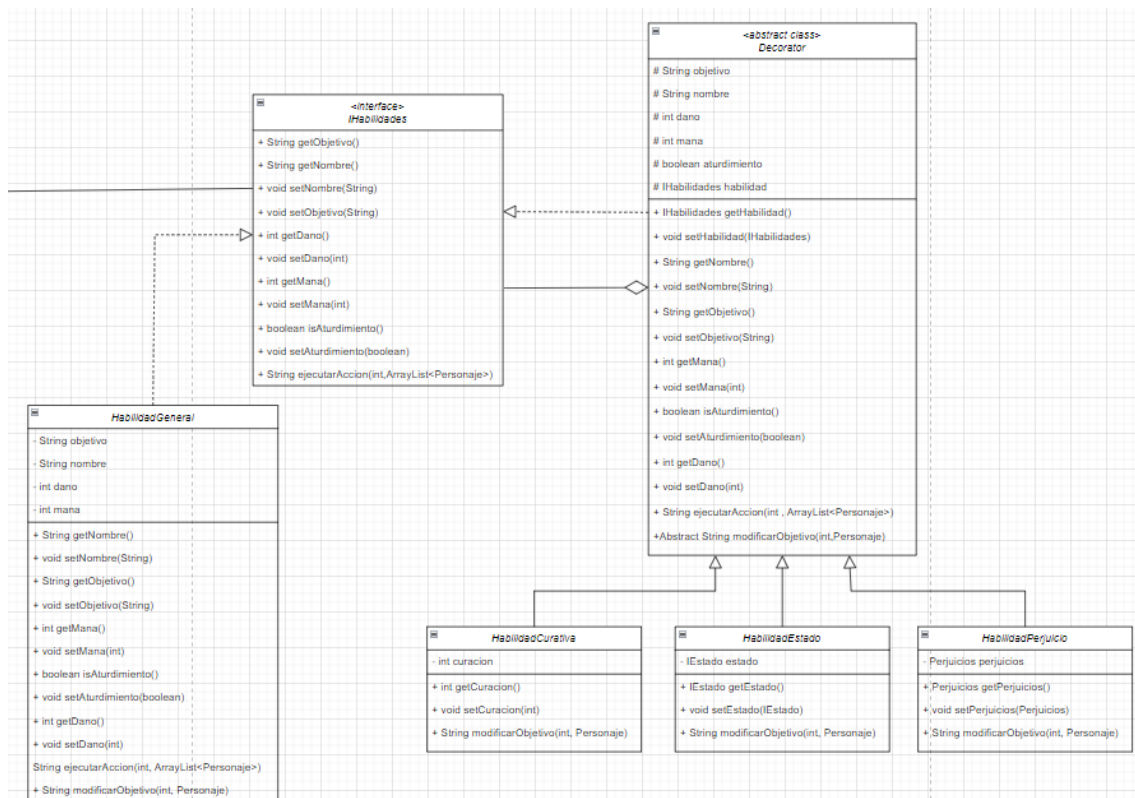 <interface>
IHabilidades
+ String getObjetivo()
+ String getNombre()
+ void setNombre(String)
+ void setObjetivo(String)
+ int getDano()
+ void setDano(int)
+ int getMana()
+ void setMana(int)
+ boolean isAturdimiento()
+ void setAturdimiento(boolean)
+ String ejecutarAccion(int,ArrayList<Personaje>)
<abstract class>
Decorator
# String objetivo
# String nombre
# int dano
# int mana
# boolean aturdimiento
# IHabilidades habilidad
+ IHabilidades getHabilidad()
+ void setHabilidad(IHabilidades)
+ String getNombre()
+ void setNombre(String)
+ String getObjetivo()
+ void setObjetivo(String)
+ int getMana()
+ void setMana(int)
+ boolean isAturdimiento()
+ void setAturdimiento(boolean)
+ int getDano()
+ void setDano(int)
+ String ejecutarAccion(int , ArrayList<Personaje>)
+Abstract String modificarObjetivo(int,Personaje)
HabilidadGeneral
- String objetivo
- String nombre
- int dano
- int mana
+ String getNombre()
+ void setNombre(String)
+ String getObjetivo()
+ void setObjetivo(String)
+ int getMana()
+ void setMana(int)
+ boolean isAturdimiento()
+ void setAturdimiento(boolean)
+ int getDano()
+ void setDano(int)
String ejecutarAccion(int, ArrayList<Personaje>)
+ String modificarObjetivo(int, Personaje)
HabilidadCurativa
- int curacion
+ int getCuracion()
+ void setCuracion(int)
+ String modificarObjetivo(int, Personaje)
HabilidadEstado
- IEstado estado
+ IEstado getEstado()
+ void setEstado(IEstado)
+ String modificarObjetivo(int, Personaje)
HabilidadPerjuicio
- Perjuicios perjuicios
+ Perjuicios getPerjuicios()
+ void setPerjuicios(Perjuicios)
+ String modificarObjetivo(int, Personaje)